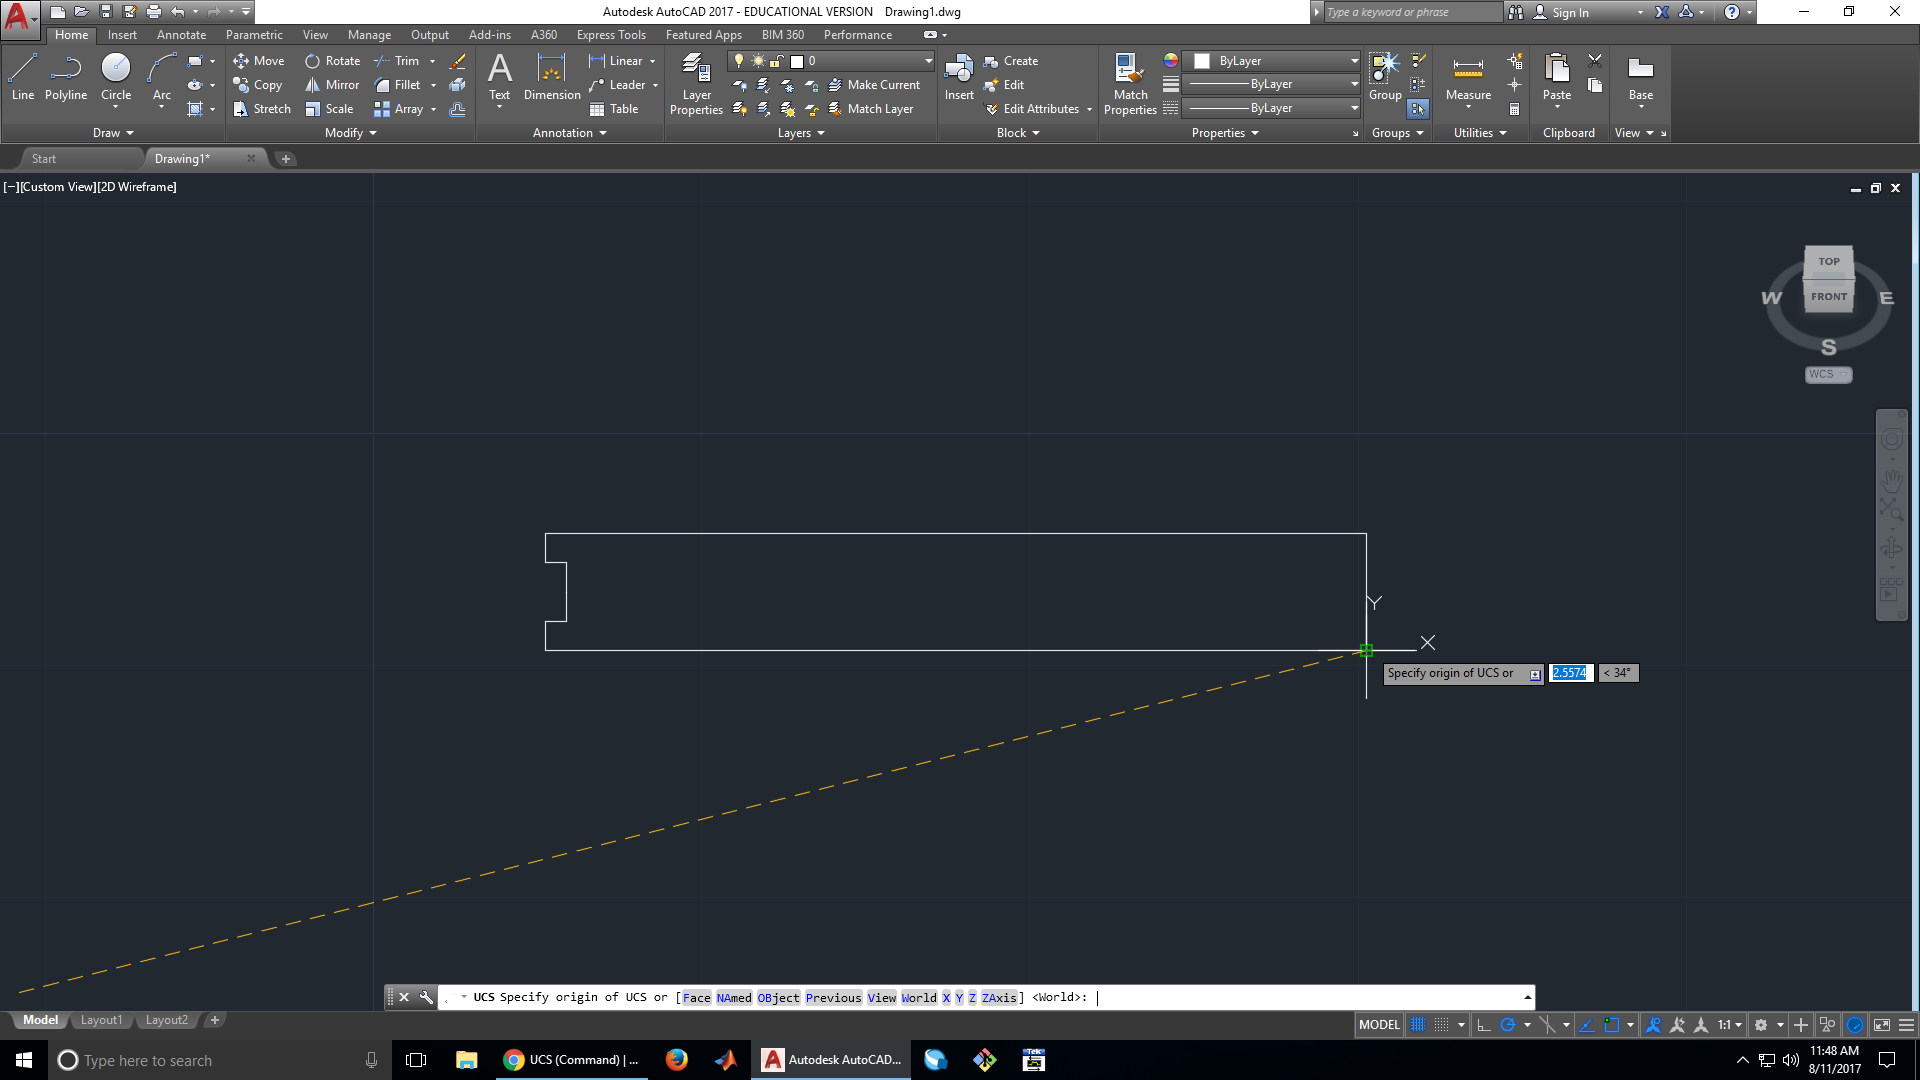 Autodesk AutoCAD 2017 - EDUCATIONAL VERSION Drawing1.dwg
Type a keyword or phrase
Sign In
Home Insert Annotate Parametric View Manage Output Add-ins A360 Express Tools Featured Apps BIM 360 Performance
Line Polyline Circle Arc
Move Rotate Trim
Copy Mirror Fillet
Stretch Scale Array
Text Dimension
Linear
Leader
Table
Layer Properties
0
Make Current
Match Layer
Insert
Create
Edit
Edit Attributes
Match Properties
ByLayer
ByLayer
ByLayer
Group
Measure
Paste
Base
Draw Modify Annotation Layers Block Properties Groups Utilities Clipboard View
Start Drawing1*
[−][Custom View][2D Wireframe]
TOP
FRONT
W E
S
WCS
Y
X
Specify origin of UCS or 2.5574 < 34°
UCS Specify origin of UCS or [Face NAmed OBject Previous View World X Y Z ZAxis] <World>:
Model Layout1 Layout2
MODEL 1:1
Type here to search
UCS (Command) | ...
Autodesk AutoCAD...
Tek
11:48 AM
8/11/2017